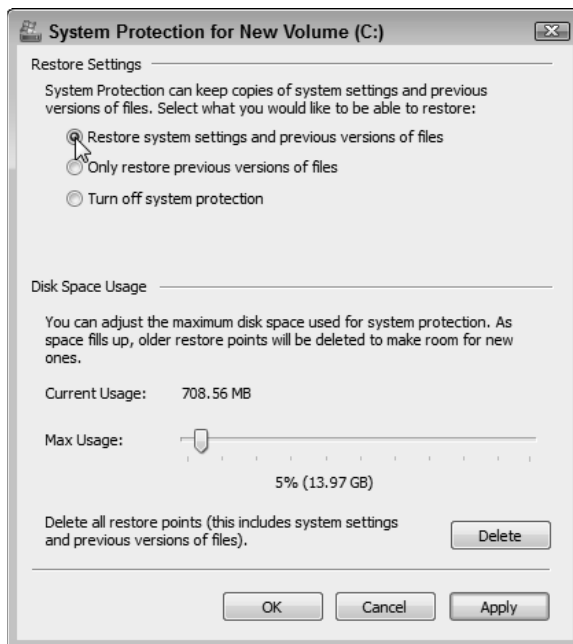 System Protection for New Volume (C:)
Restore Settings
System Protection can keep copies of system settings and previous
versions of files. Select what you would like to be able to restore:
Restore system settings and previous versions of files
Only restore previous versions of files
Turn off system protection
Disk Space Usage
You can adjust the maximum disk space used for system protection. As
space fills up, older restore points will be deleted to make room for new
ones.
Current Usage: 708.56 MB
Max Usage:
5% (13.97 GB)
Delete all restore points (this includes system settings
and previous versions of files).
Delete
OK Cancel Apply